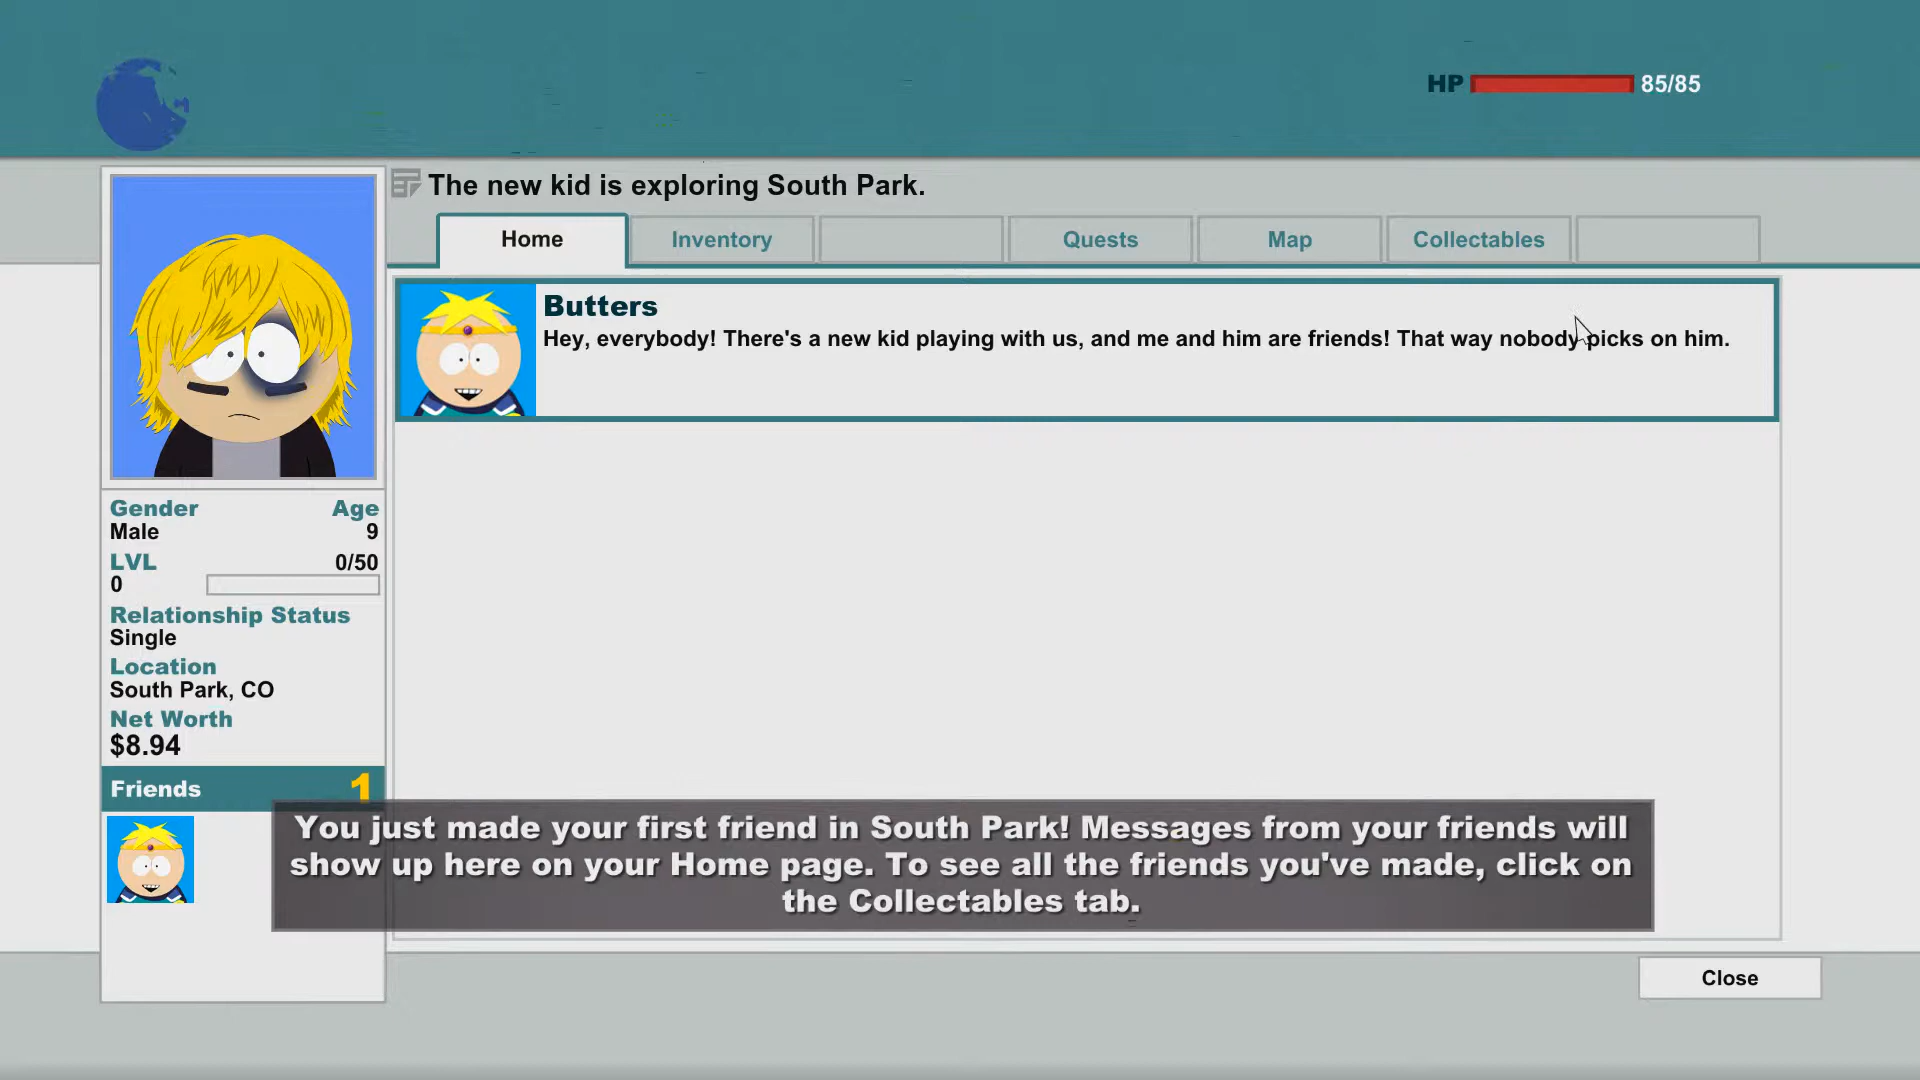 HP 85/85
The new kid is exploring South Park.
Home Inventory Quests Map Collectables
Butters
Hey, everybody! There's a new kid playing with us, and me and him are friends! That way nobody picks on him.
Gender Age
Male 9
LVL 0/50
0
Relationship Status
Single
Location
South Park, CO
Net Worth
$8.94
Friends 1
You just made your first friend in South Park! Messages from your friends will
show up here on your Home page. To see all the friends you've made, click on
the Collectables tab.
Close